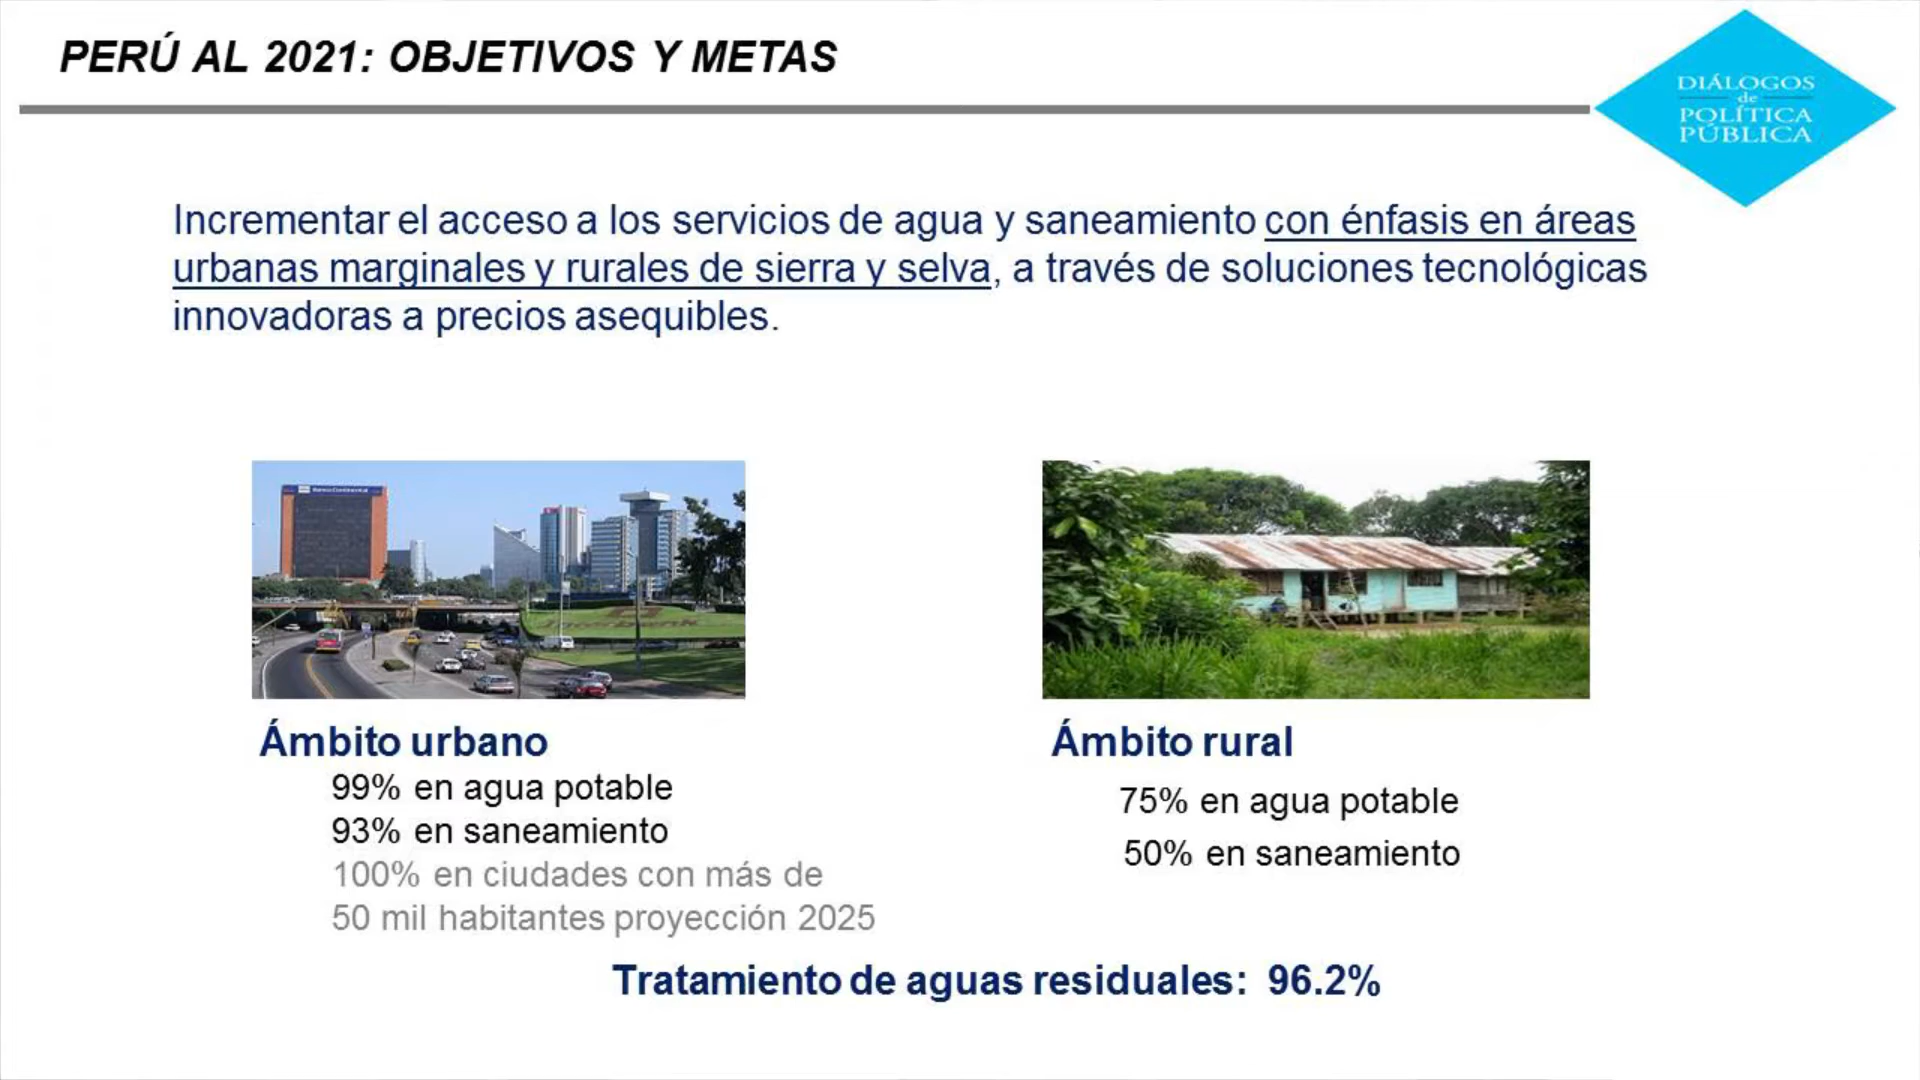 PERÚ AL 2021: OBJETIVOS Y METAS
DIÁLOGOS
de
POLÍTICA
PÚBLICA
Incrementar el acceso a los servicios de agua y saneamiento con énfasis en áreas
urbanas marginales y rurales de sierra y selva, a través de soluciones tecnológicas
innovadoras a precios asequibles.
Ámbito urbano
99% en agua potable
93% en saneamiento
100% en ciudades con más de
50 mil habitantes proyección 2025
Ámbito rural
75% en agua potable
50% en saneamiento
Tratamiento de aguas residuales: 96.2%